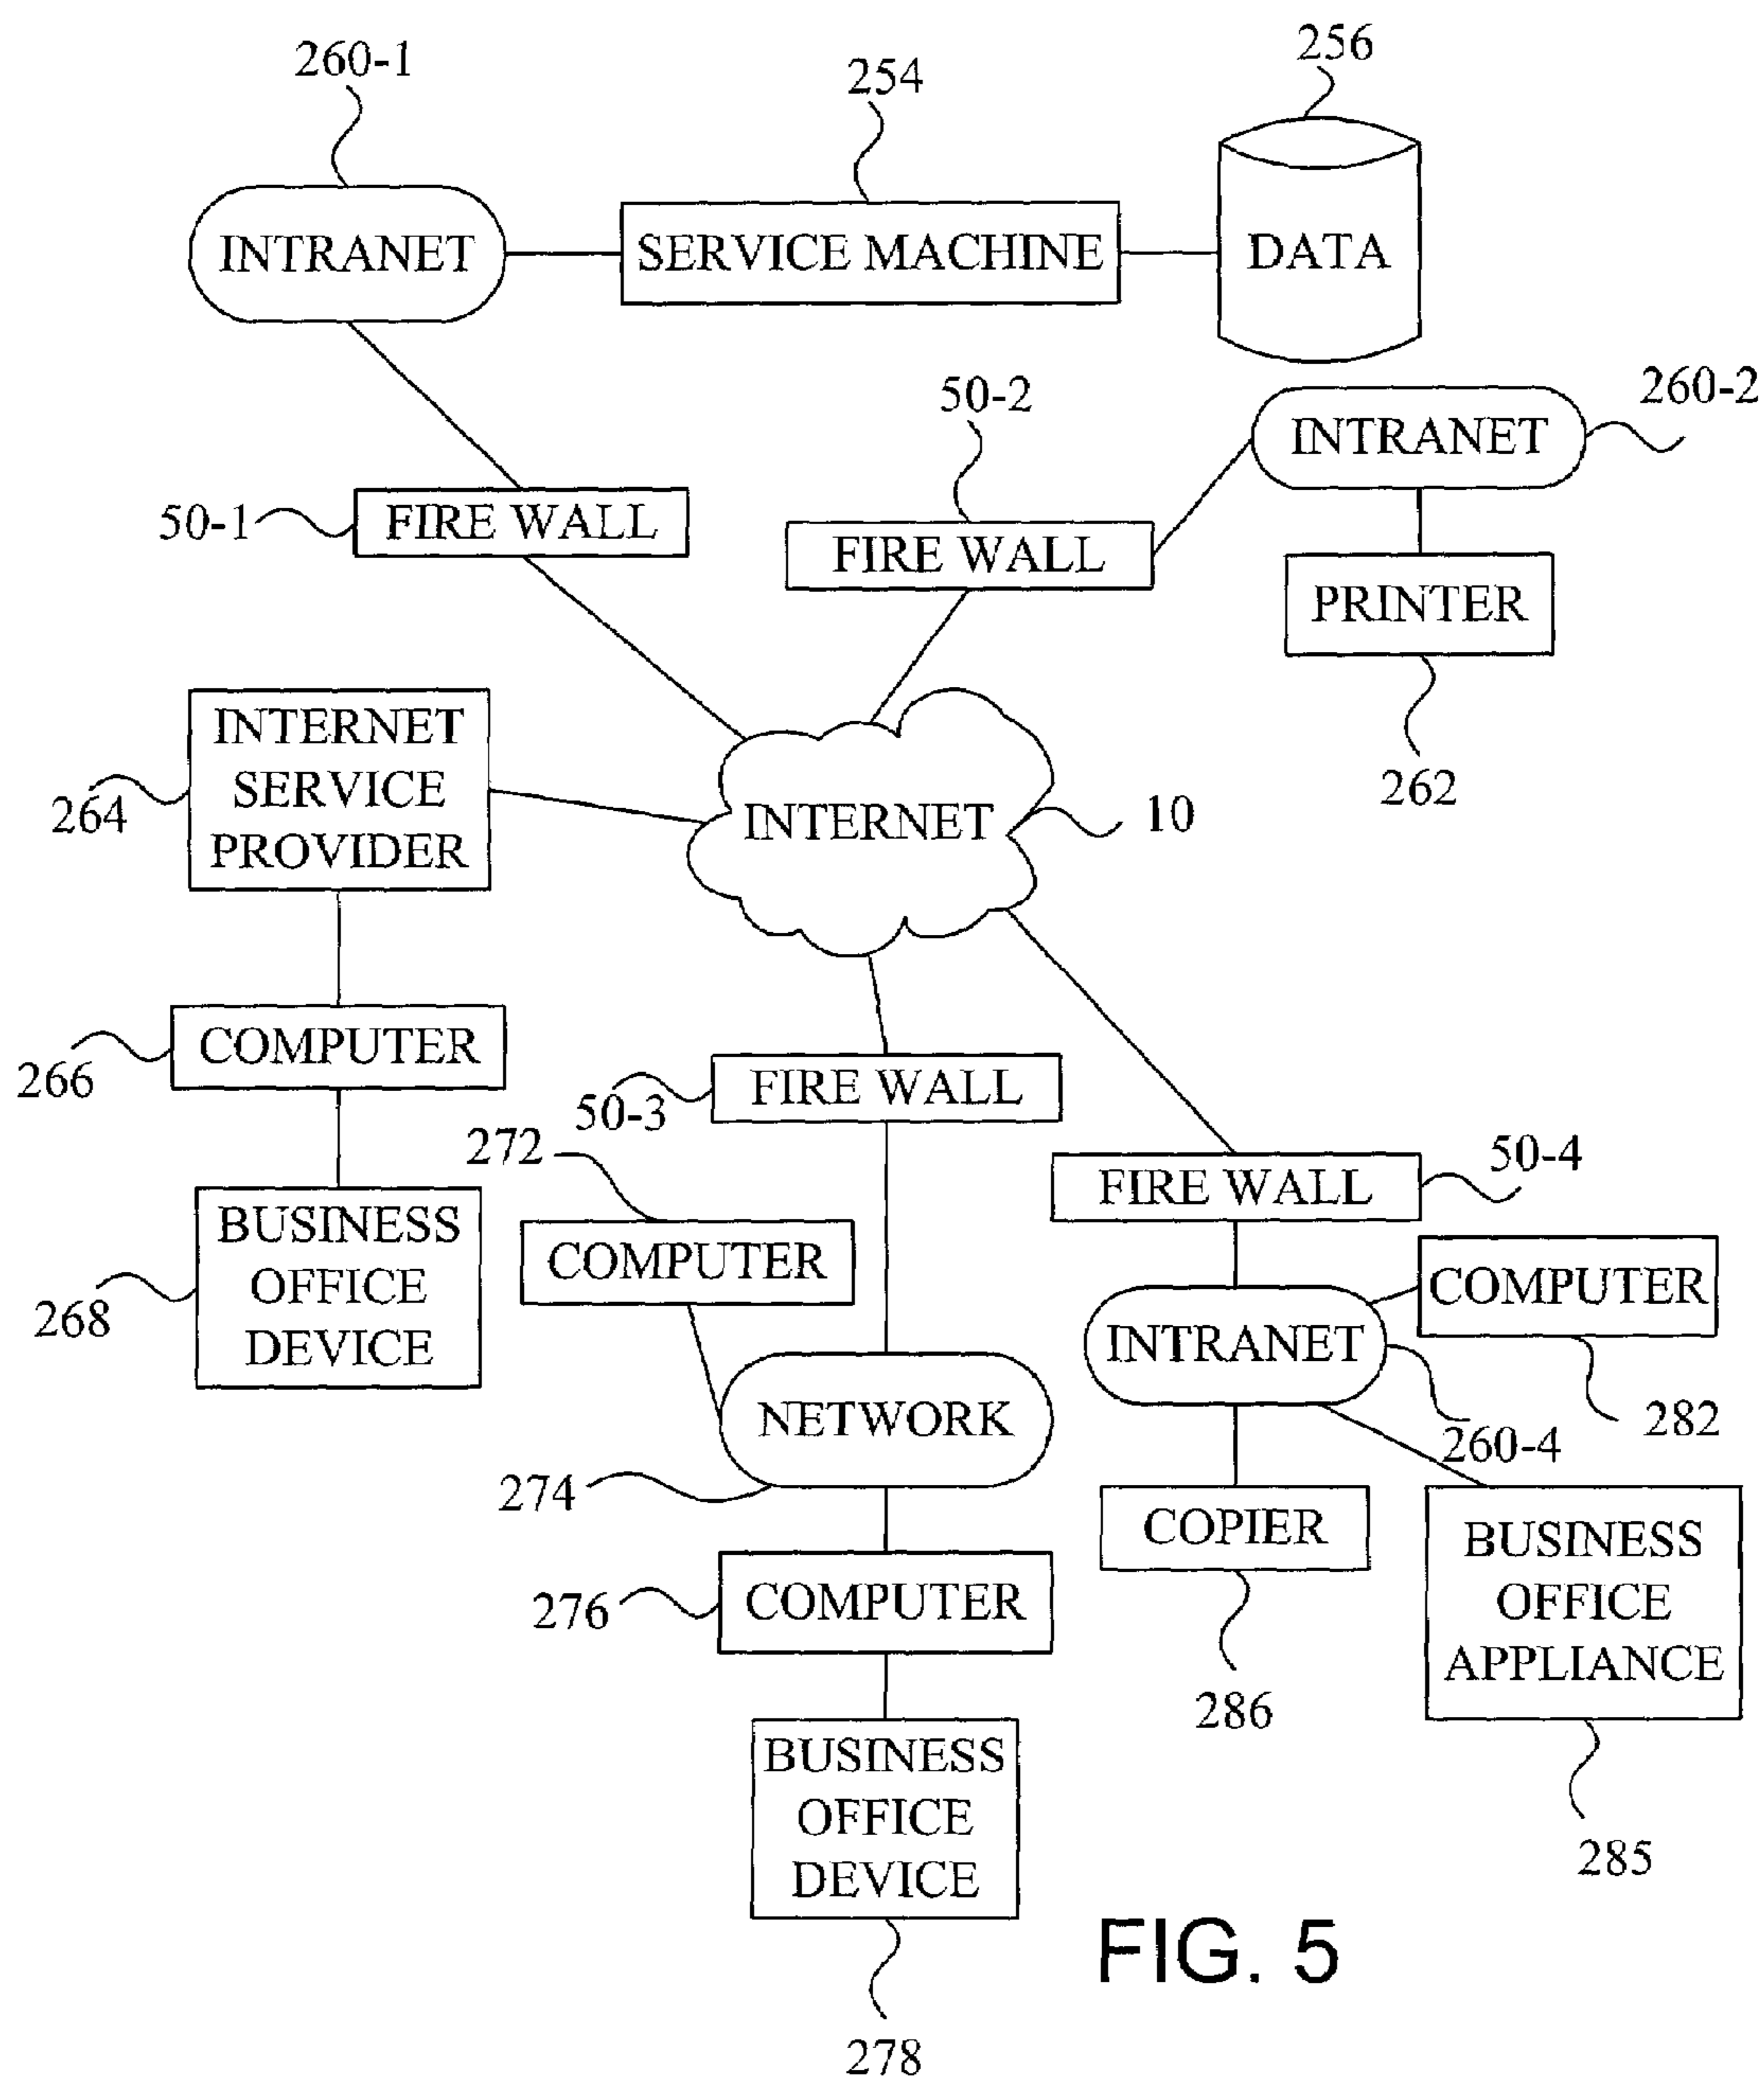 260-1
254
256
INTRANET
SERVICE MACHINE
DATA
50-2
260-2
INTRANET
50-1
FIRE WALL
FIRE WALL
PRINTER
262
INTERNET
SERVICE
PROVIDER
264
INTERNET
10
COMPUTER
266
FIRE WALL
50-3
272
50-4
FIRE WALL
BUSINESS
OFFICE
DEVICE
268
COMPUTER
COMPUTER
282
INTRANET
260-4
NETWORK
274
COPIER
286
BUSINESS
OFFICE
APPLIANCE
285
COMPUTER
276
BUSINESS
OFFICE
DEVICE
278
FIG. 5